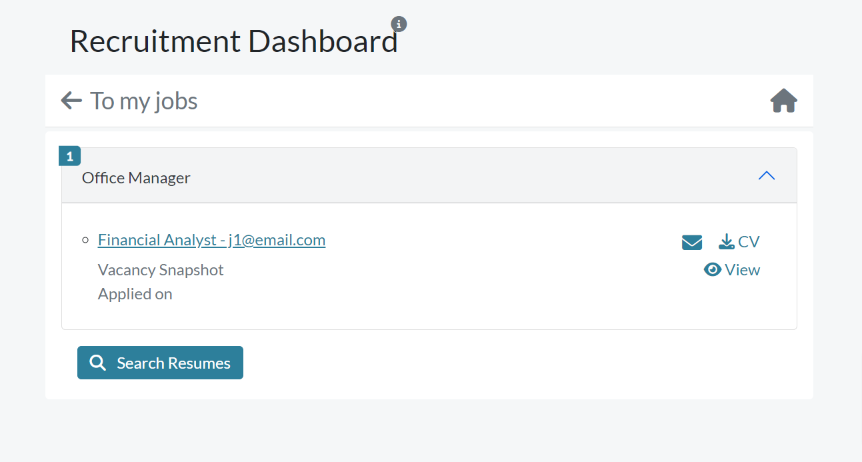 Recruitment Dashboard
To my jobs
1
Office Manager
Financial Analyst - j1@email.com
CV
Vacancy Snapshot
View
Applied on
Search Resumes